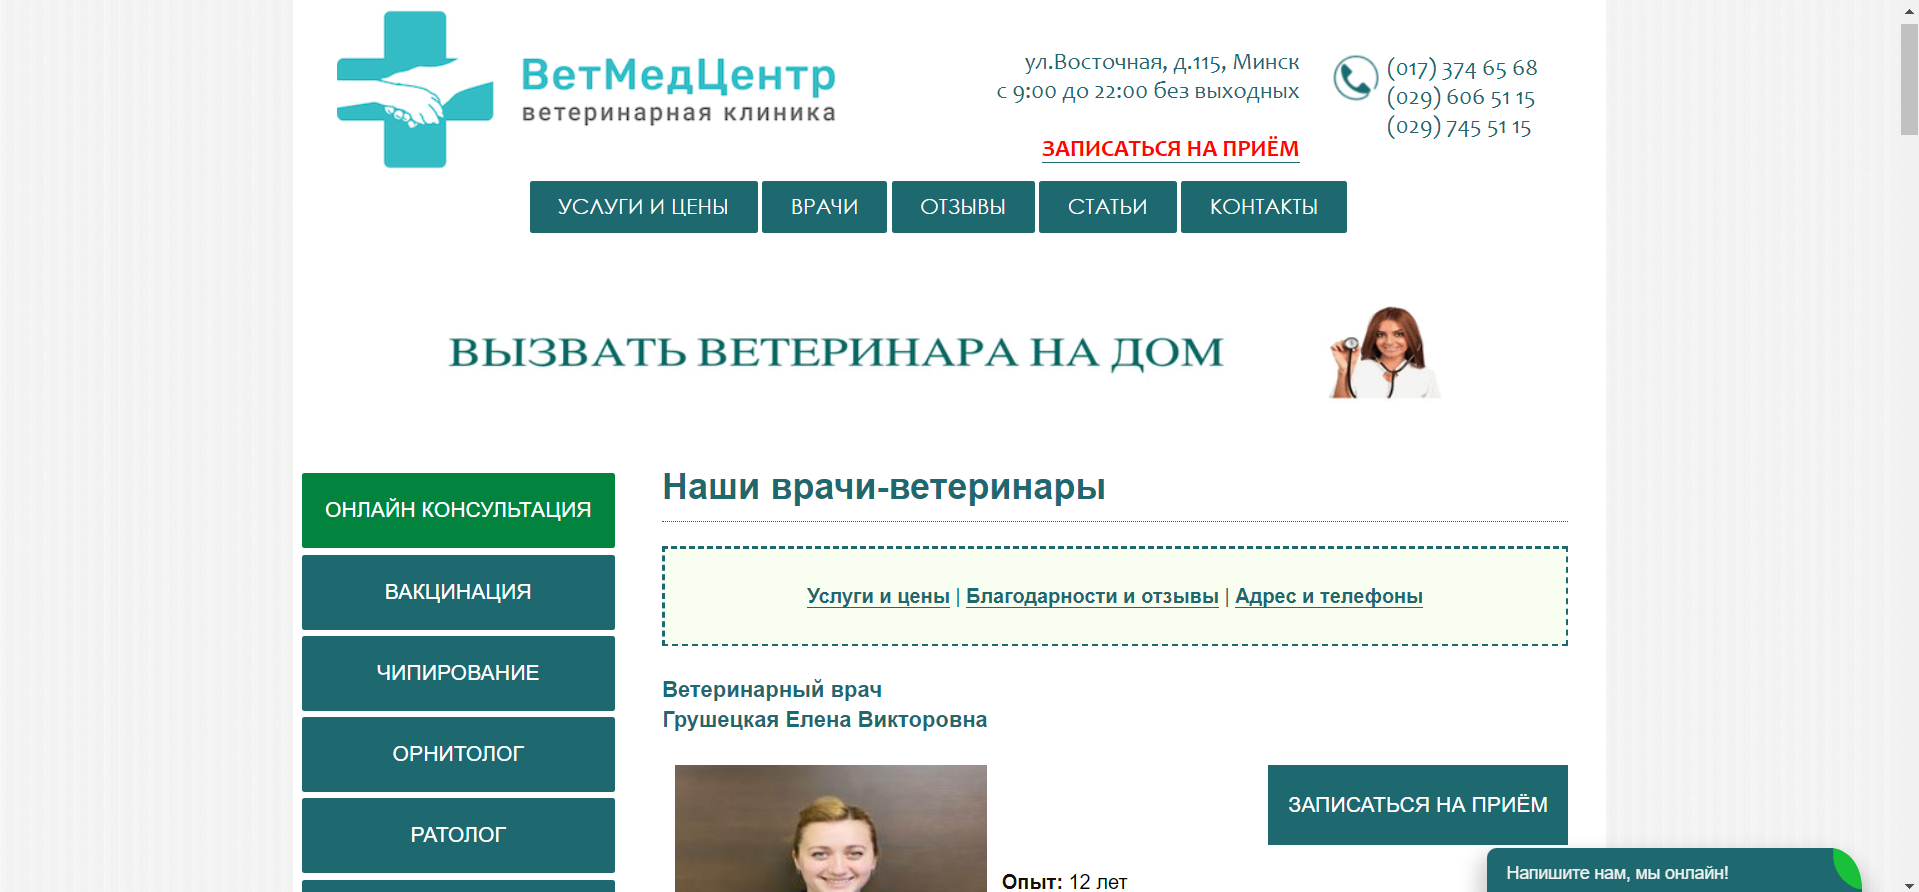 ВетМедЦентр
ветеринарная клиника
ул.Восточная, д.115, Минск
с 9:00 до 22:00 без выходных
ЗАПИСАТЬСЯ НА ПРИЁМ
(017) 374 65 68
(029) 606 51 15
(029) 745 51 15
УСЛУГИ И ЦЕНЫ
ВРАЧИ
ОТЗЫВЫ
СТАТЬИ
КОНТАКТЫ
ВЫЗВАТЬ ВЕТЕРИНАРА НА ДОМ
ОНЛАЙН КОНСУЛЬТАЦИЯ
ВАКЦИНАЦИЯ
ЧИПИРОВАНИЕ
ОРНИТОЛОГ
РАТОЛОГ
Наши врачи-ветеринары
Услуги и цены | Благодарности и отзывы | Адрес и телефоны
Ветеринарный врач
Грушецкая Елена Викторовна
ЗАПИСАТЬСЯ НА ПРИЁМ
Опыт: 12 лет
Напишите нам, мы онлайн!